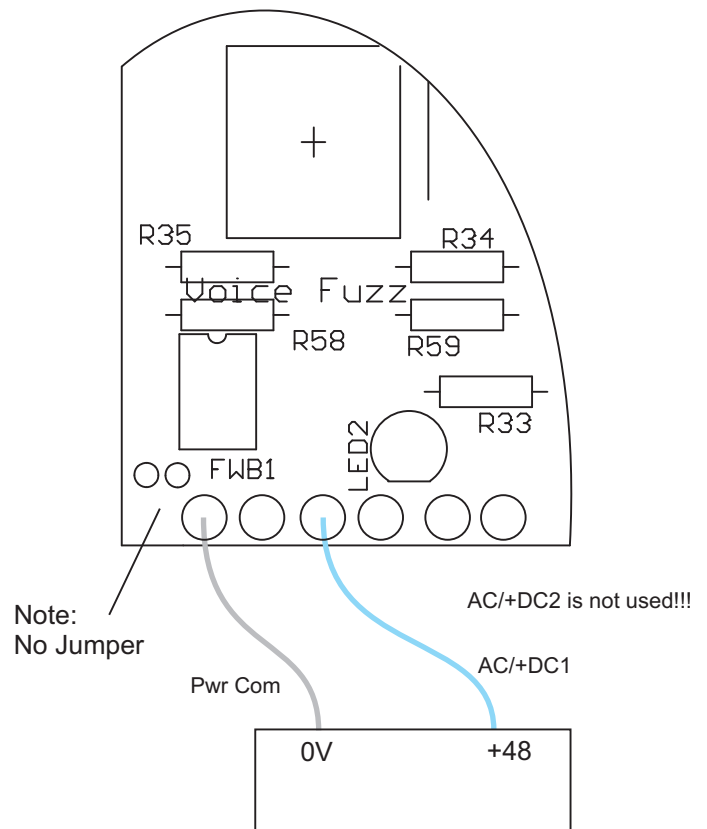 R35
R34
Voice Fuzz
R58
R59
R33
LED2
FWB1
Note:
No Jumper
AC/+DC2 is not used!!!
AC/+DC1
Pwr Com
0V
+48